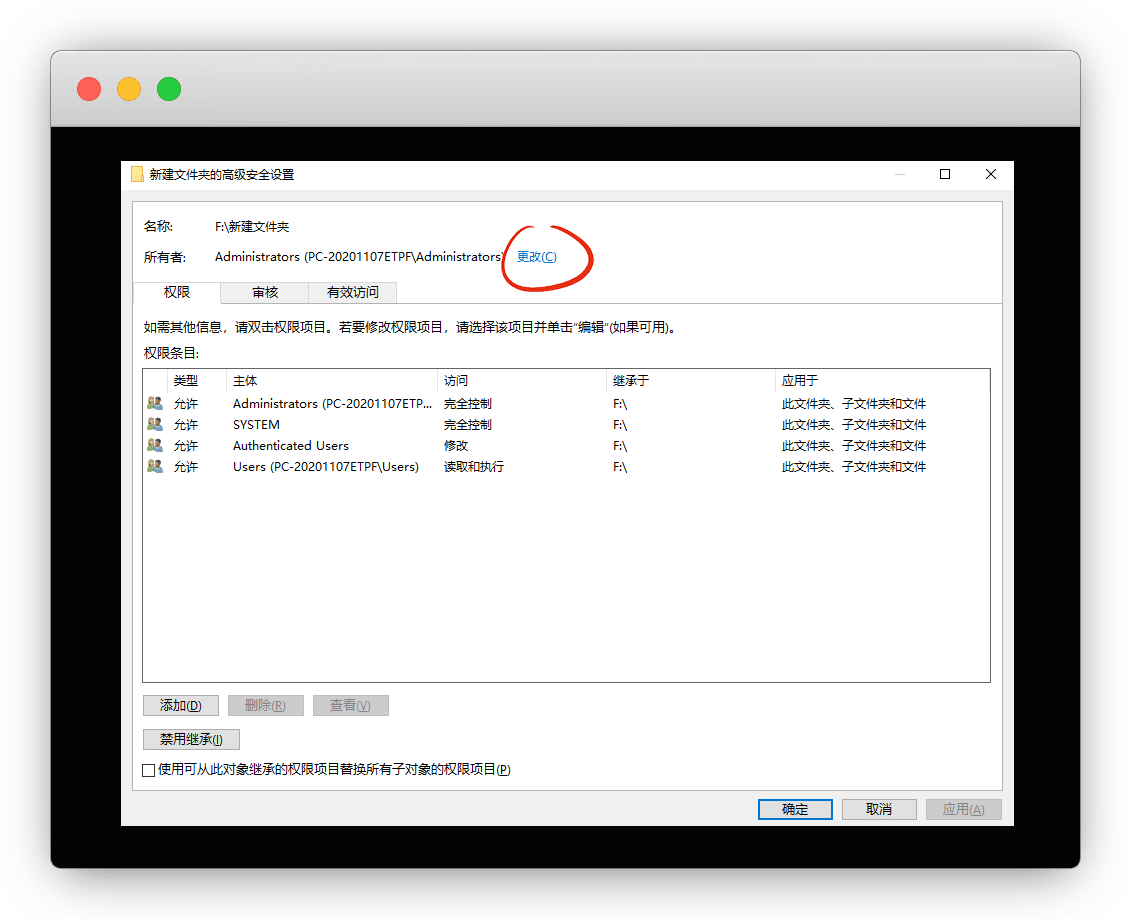 新建文件夹的高级安全设置
名称: F:\新建文件夹
所有者: Administrators (PC-20201107ETPF\Administrators) 更改(C)
权限 审核 有效访问
如需其他信息，请双击权限项目。若要修改权限项目，请选择该项目并单击“编辑”(如果可用)。
权限条目:
类型 主体 访问 继承于 应用于
允许 Administrators (PC-20201107ETP... 完全控制 F:\ 此文件夹、子文件夹和文件
允许 SYSTEM 完全控制 F:\ 此文件夹、子文件夹和文件
允许 Authenticated Users 修改 F:\ 此文件夹、子文件夹和文件
允许 Users (PC-20201107ETPF\Users) 读取和执行 F:\ 此文件夹、子文件夹和文件
添加(D) 删除(R) 查看(V)
禁用继承(I)
使用可从此对象继承的权限项目替换所有子对象的权限项目(P)
确定 取消 应用(A)